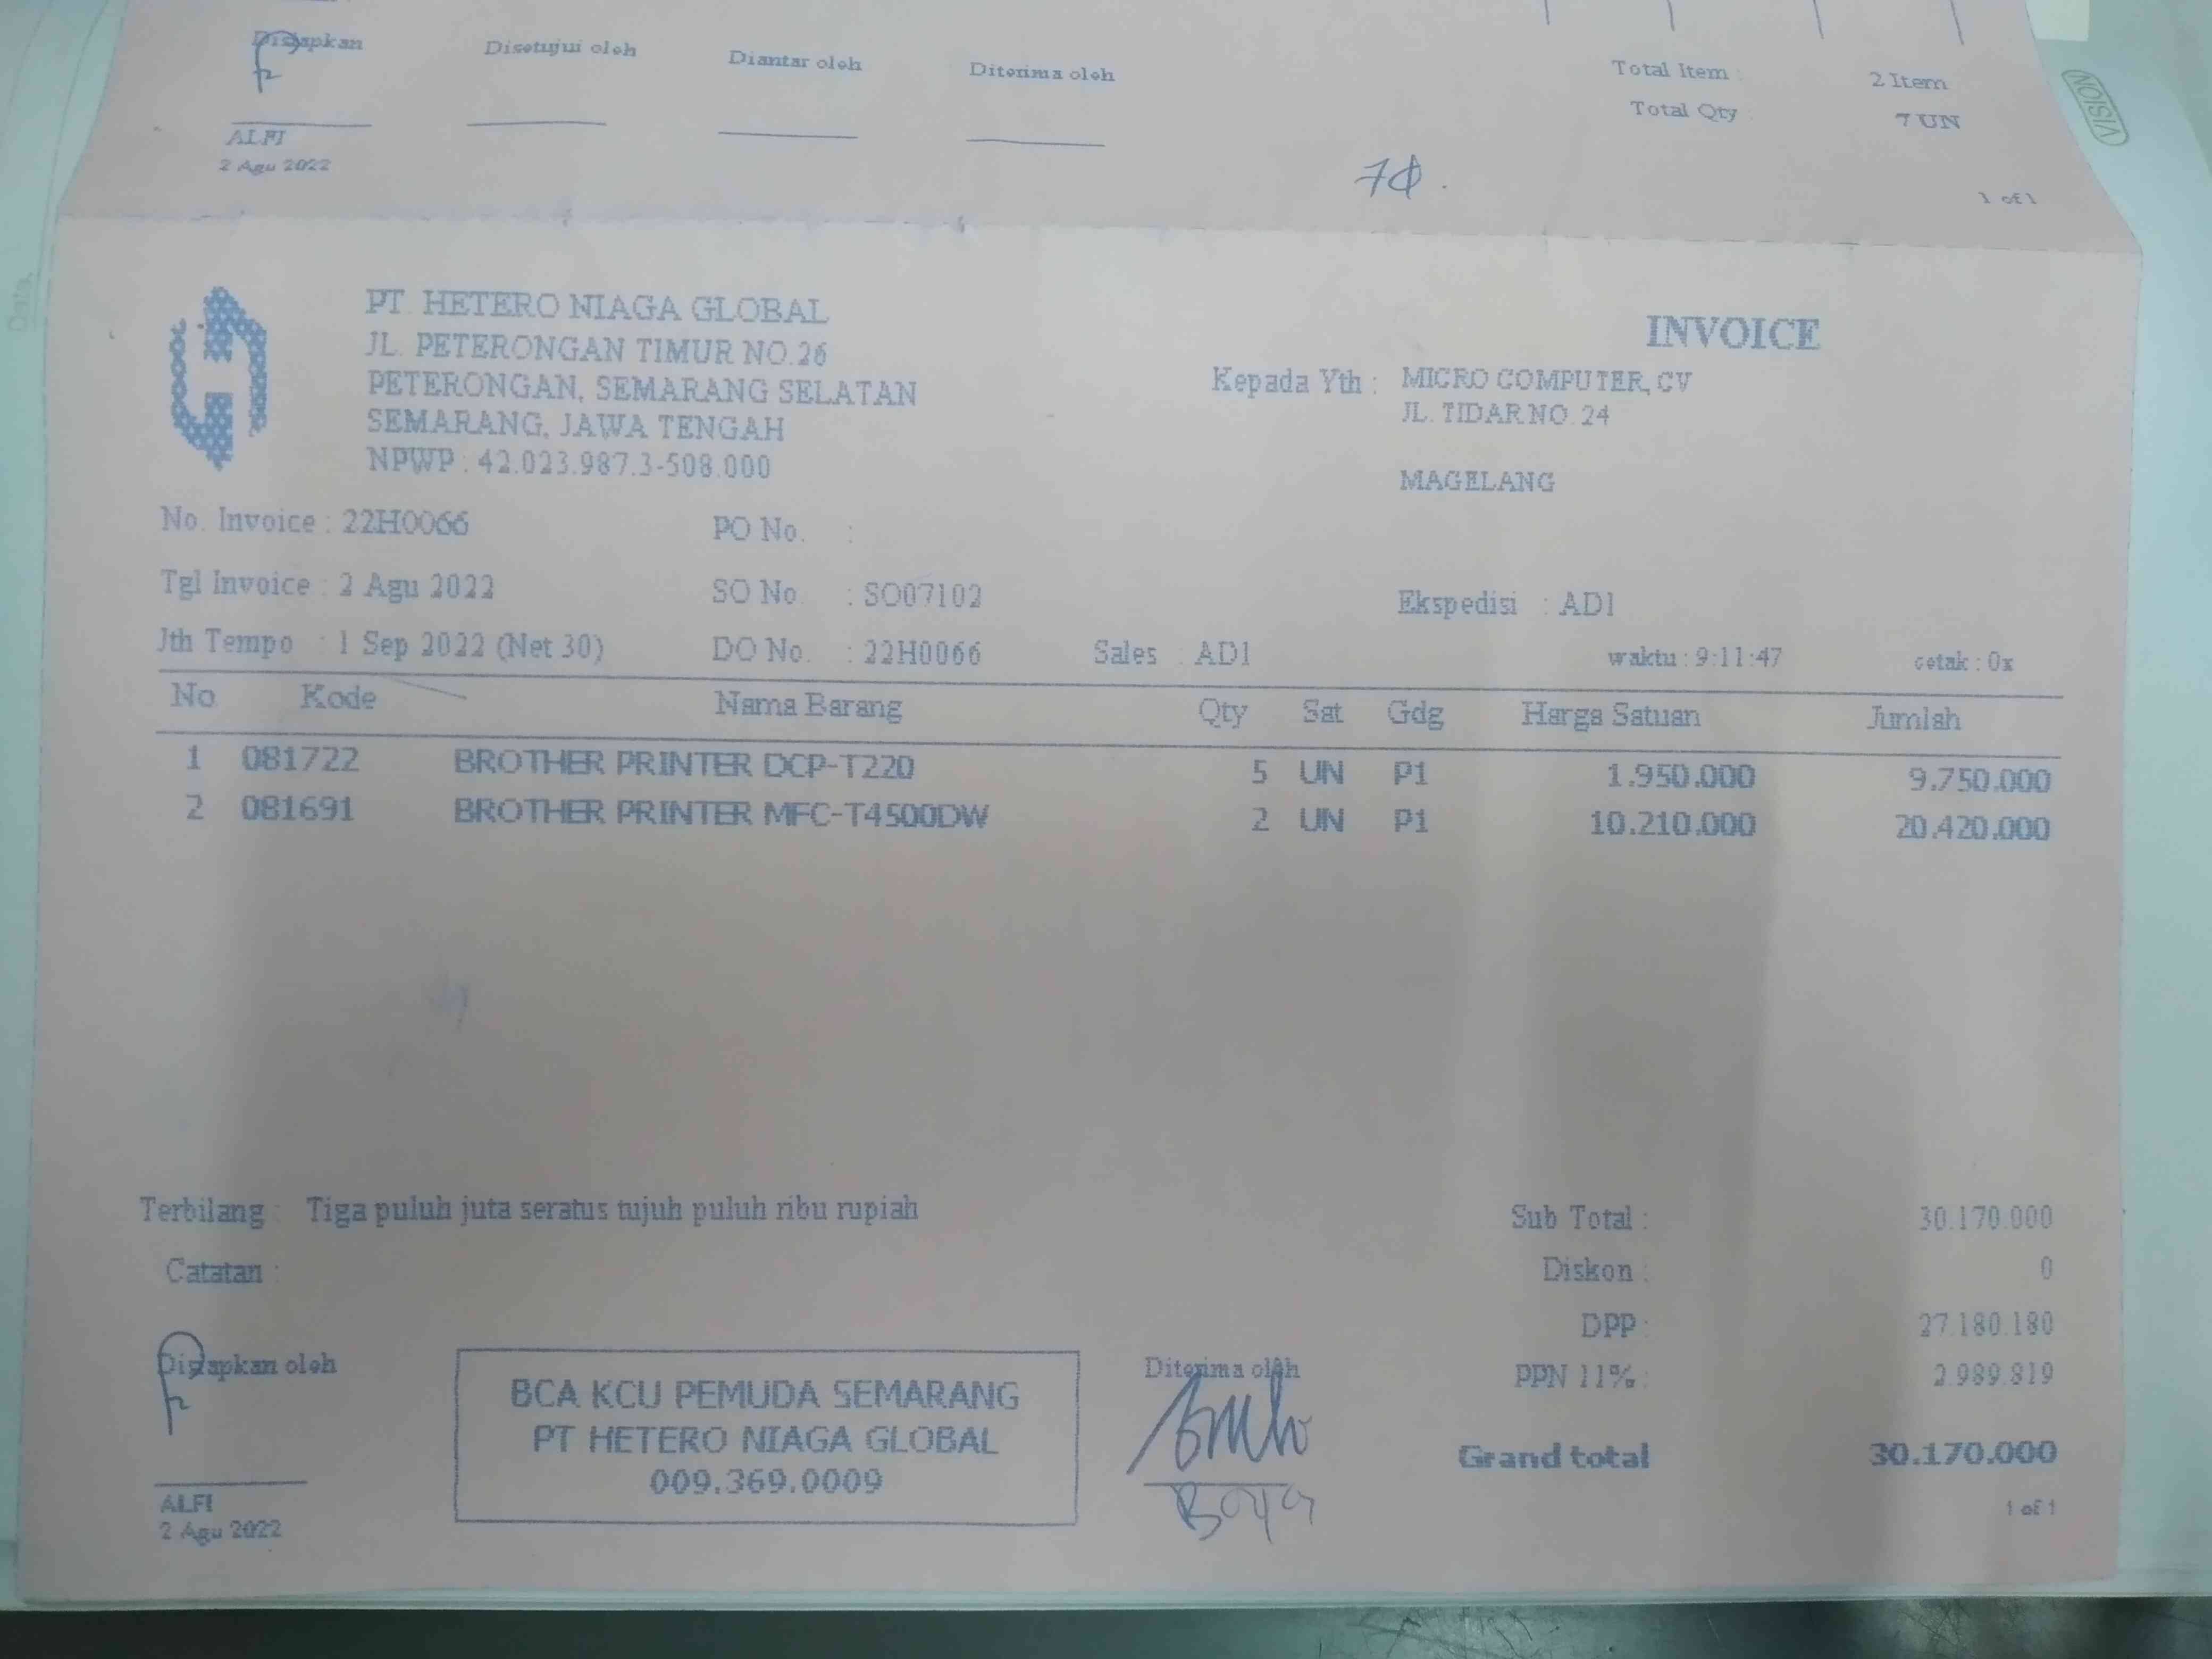 Disiapkan Disetujui oleh Diantar oleh Diterima oleh Total Item : 2 Item
Total Qty 7 UN
ALFI
2 Agu 2022
1 of 1
VISION
Data
PT. HETERO NIAGA GLOBAL
JL. PETERONGAN TIMUR NO.26
PETERONGAN, SEMARANG SELATAN
SEMARANG, JAWA TENGAH
NPWP : 42.023.987.3-508.000
INVOICE
Kepada Yth : MICRO COMPUTER, CV
JL. TIDAR NO. 24
MAGELANG
No. Invoice : 22H0066 PO No. :
Tgl Invoice : 2 Agu 2022 SO No. : SO07102 Ekspedisi : AD1
Jth Tempo : 1 Sep 2022 (Net 30) DO No. : 22H0066 Sales : AD1 waktu : 9:11:47 cetak : 0x
No Kode Nama Barang Qty Sat Gdg Harga Satuan Jumlah
1 081722 BROTHER PRINTER DCP-T220 5 UN P1 1.950.000 9.750.000
2 081691 BROTHER PRINTER MFC-T4500DW 2 UN P1 10.210.000 20.420.000
Terbilang : Tiga puluh juta seratus tujuh puluh ribu rupiah Sub Total : 30.170.000
Catatan : Diskon : 0
DPP : 27.180.180
Disiapkan oleh Diterima oleh PPN 11% : 2.989.819
BCA KCU PEMUDA SEMARANG
PT HETERO NIAGA GLOBAL
009.369.0009
Grand total 30.170.000
ALFI
2 Agu 2022
1 of 1